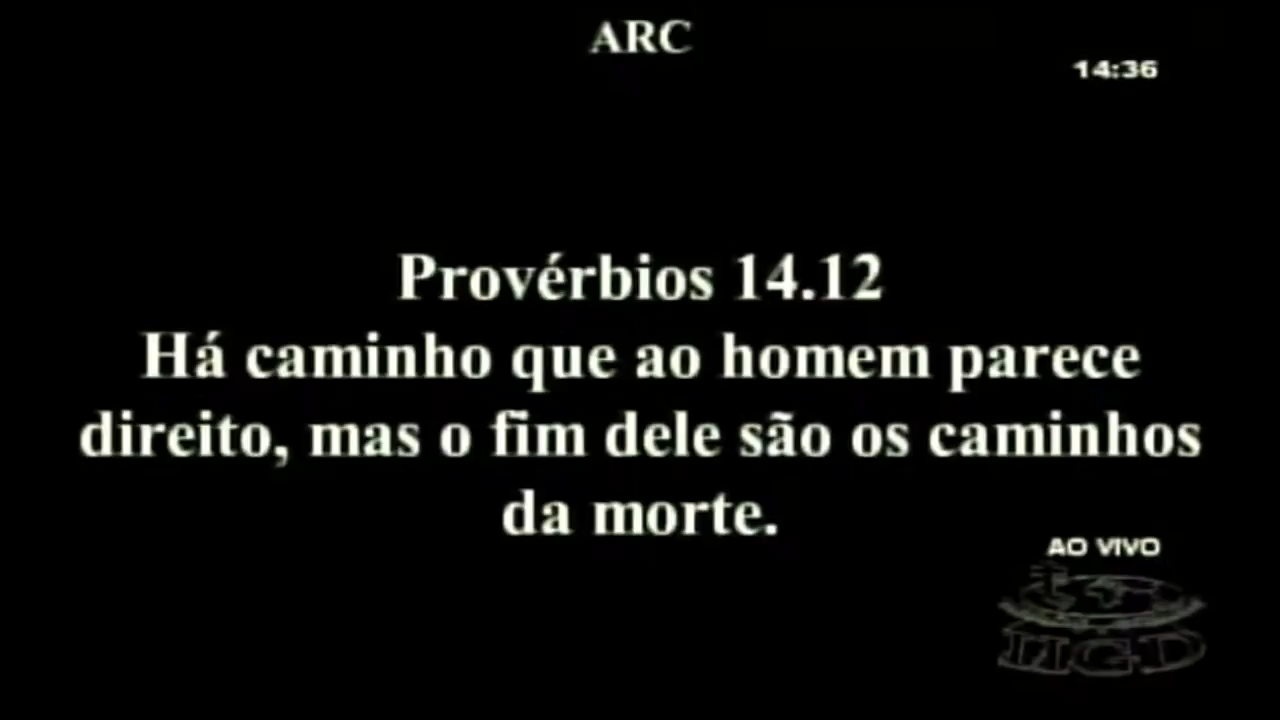 ARC
14:36
Provérbios 14.12
Há caminho que ao homem parece
direito, mas o fim dele são os caminhos
da morte.
AO VIVO